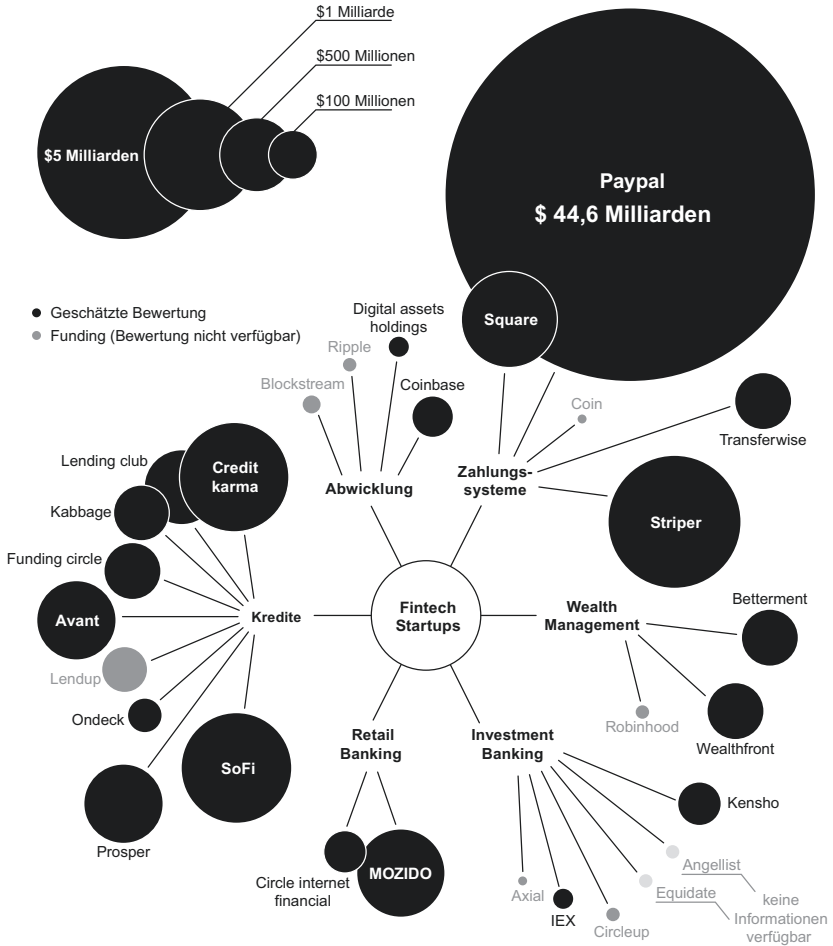 $1 Milliarde
$500 Millionen
$100 Millionen
$5 Milliarden
Paypal
$ 44,6 Milliarden
Square
Geschätzte Bewertung
Funding (Bewertung nicht verfügbar)
Digital assets
holdings
Ripple
Blockstream
Coinbase
Coin
Transferwise
Abwicklung
Zahlungs-
systeme
Striper
Lending club
Credit
karma
Kabbage
Funding circle
Avant
Kredite
Lendup
Ondeck
Prosper
SoFi
Fintech
Startups
Wealth
Management
Betterment
Robinhood
Wealthfront
Retail
Banking
Investment
Banking
Circle internet
financial
MOZIDO
Kensho
Angellist
Equidate
keine
Informationen
verfügbar
Axial
IEX
Circleup